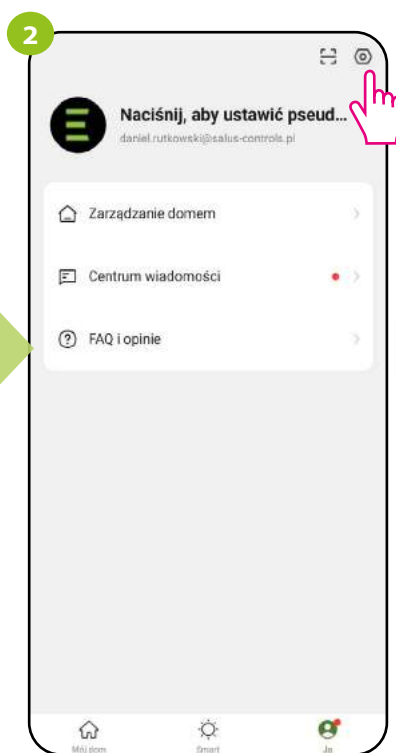 2
Naciśnij, aby ustawić pseud...
daniel.rutkowski@salus-controls.pl
Zarządzanie domem
Centrum wiadomości
FAQ i opinie
Mój dom
Smart
Ja